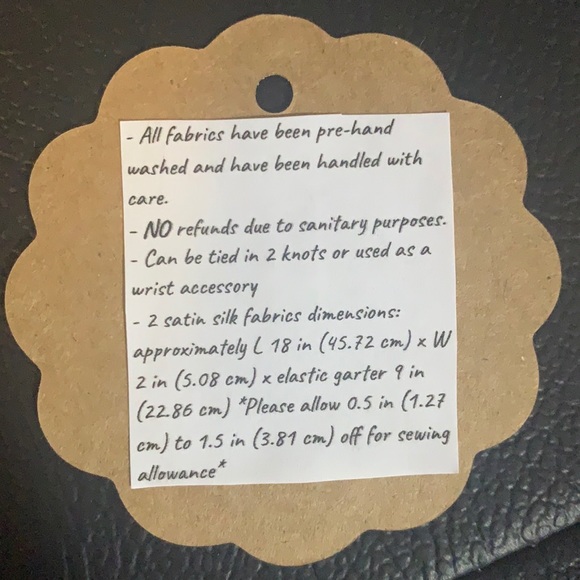 - All fabrics have been pre-hand
washed and have been handled with
care.
- NO refunds due to sanitary purposes.
- Can be tied in 2 knots or used as a
wrist accessory
- 2 satin silk fabrics dimensions:
approximately L 18 in (45.72 cm) x W
2 in (5.08 cm) x elastic garter 9 in
(22.86 cm) *Please allow 0.5 in (1.27
cm) to 1.5 in (3.81 cm) off for sewing
allowance*